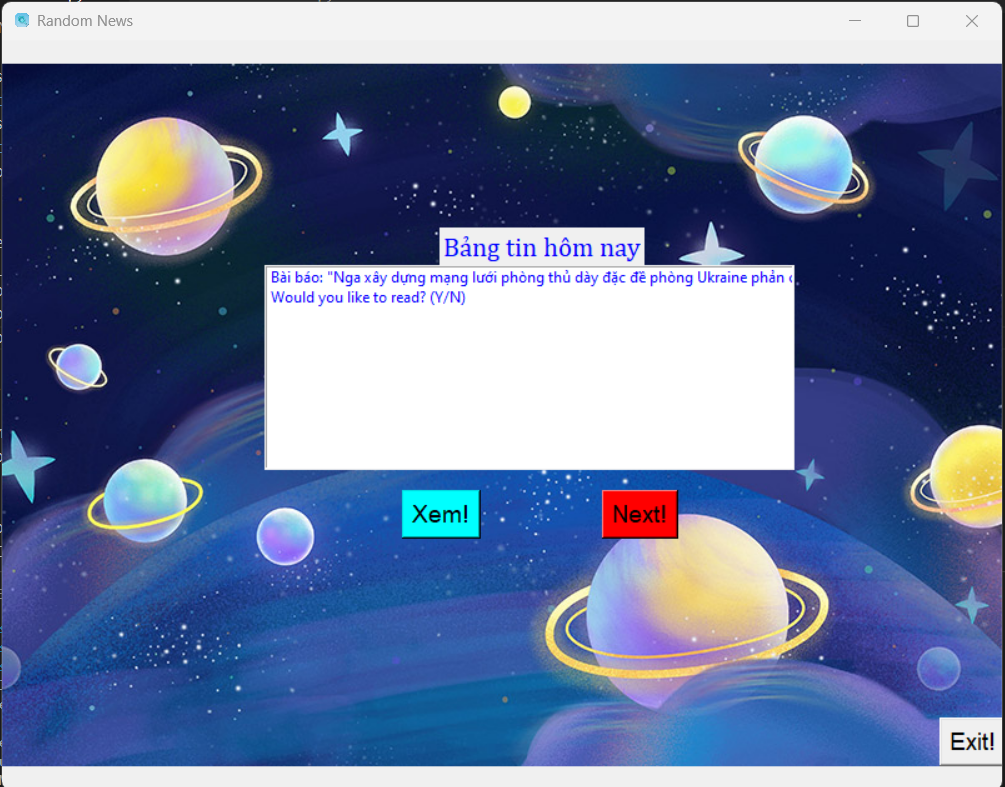 Random News
Bảng tin hôm nay
Bài báo: "Nga xây dựng mạng lưới phòng thủ dày đặc đề phòng Ukraine phản
Would you like to read? (Y/N)
Xem!
Next!
Exit!